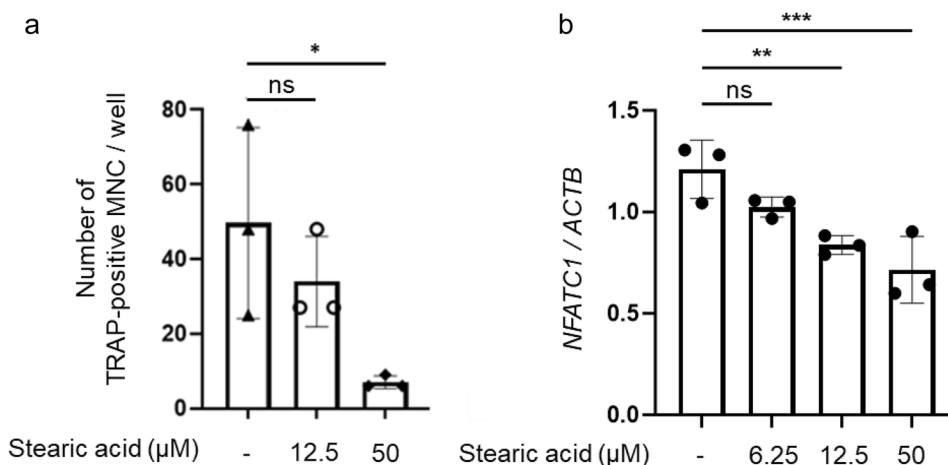 a
*
ns
80
60
40
20
0
Number of
TRAP-positive MNC / well
Stearic acid (µM) - 12.5 50
b
***
**
ns
1.5
1.0
0.5
0.0
NFATC1 / ACTB
Stearic acid (µM) - 6.25 12.5 50